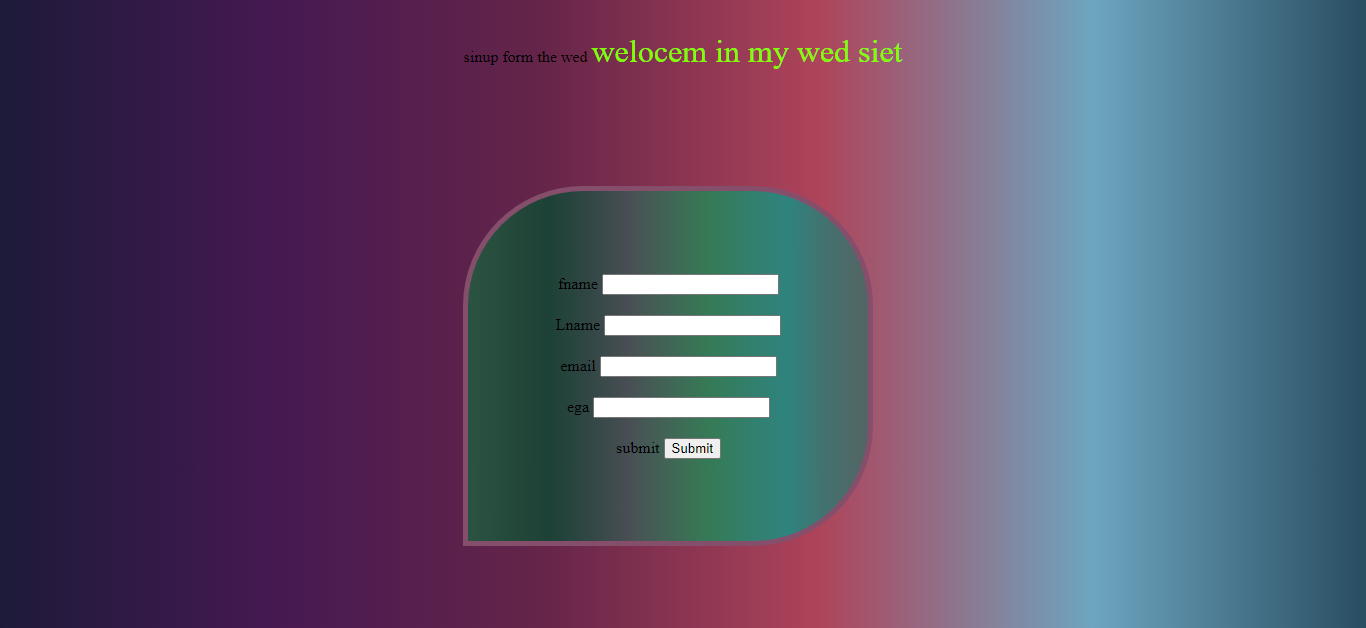 sinup form the wed welocem in my wed siet
fname
Lname
email
ega
submit Submit